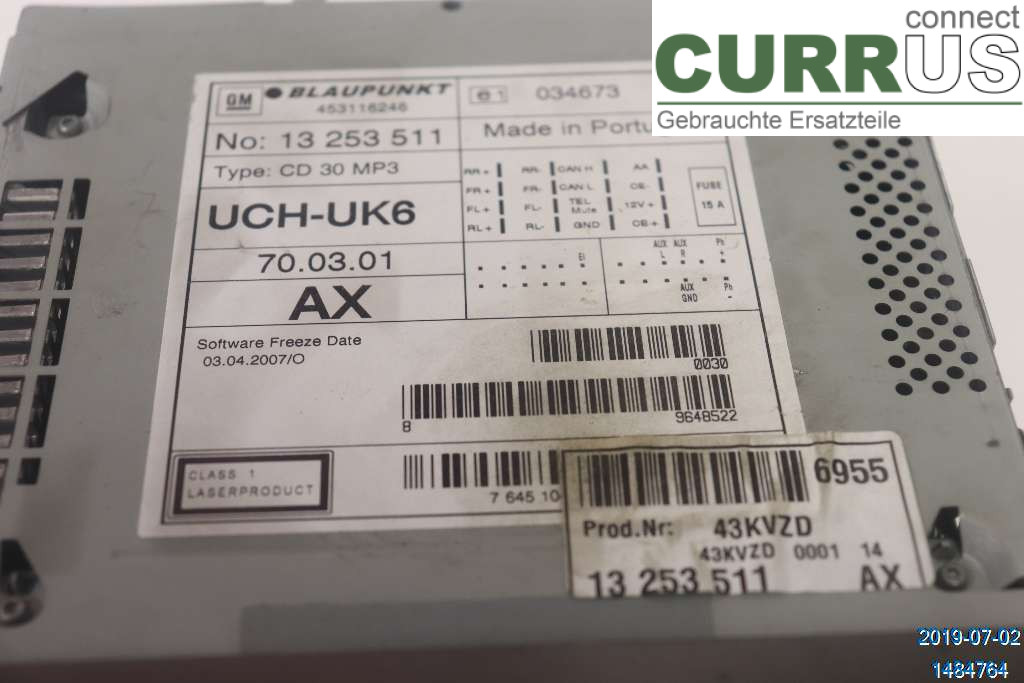 connect
CURRUS
Gebrauchte Ersatzteile
GM BLAUPUNKT
453116246
e1 034673
No: 13 253 511
Made in
Type: CD 30 MP3
UCH-UK6
70.03.01
AX
RR+ RR- CAN H AA
FR+ FR- CAN L CE-
FL+ FL- TEL Mute 12V+
RL+ RL- GND CE+
FUSE
15 A
EI
AUX L AUX R Ph +
AUX GND Ph -
Software Freeze Date
03.04.2007/O
0030
8 9648522
CLASS 1
LASERPRODUCT
7 645 10
6955
Prod.Nr: 43KVZD
43KVZD 0001 14
13 253 511 AX
2019-07-02
1484764